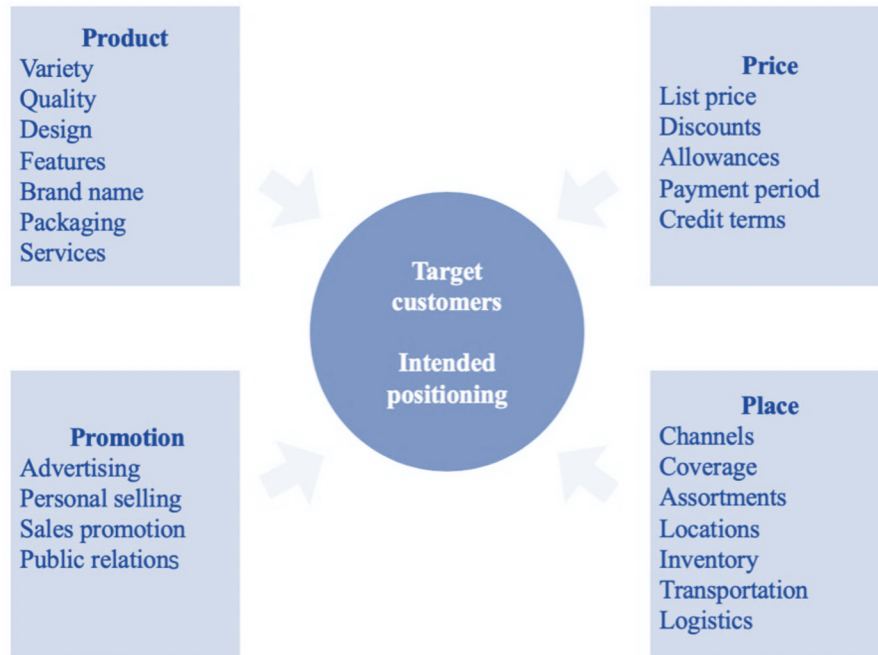 Product
Variety
Quality
Design
Features
Brand name
Packaging
Services
Price
List price
Discounts
Allowances
Payment period
Credit terms
Target
customers
Intended
positioning
Promotion
Advertising
Personal selling
Sales promotion
Public relations
Place
Channels
Coverage
Assortments
Locations
Inventory
Transportation
Logistics